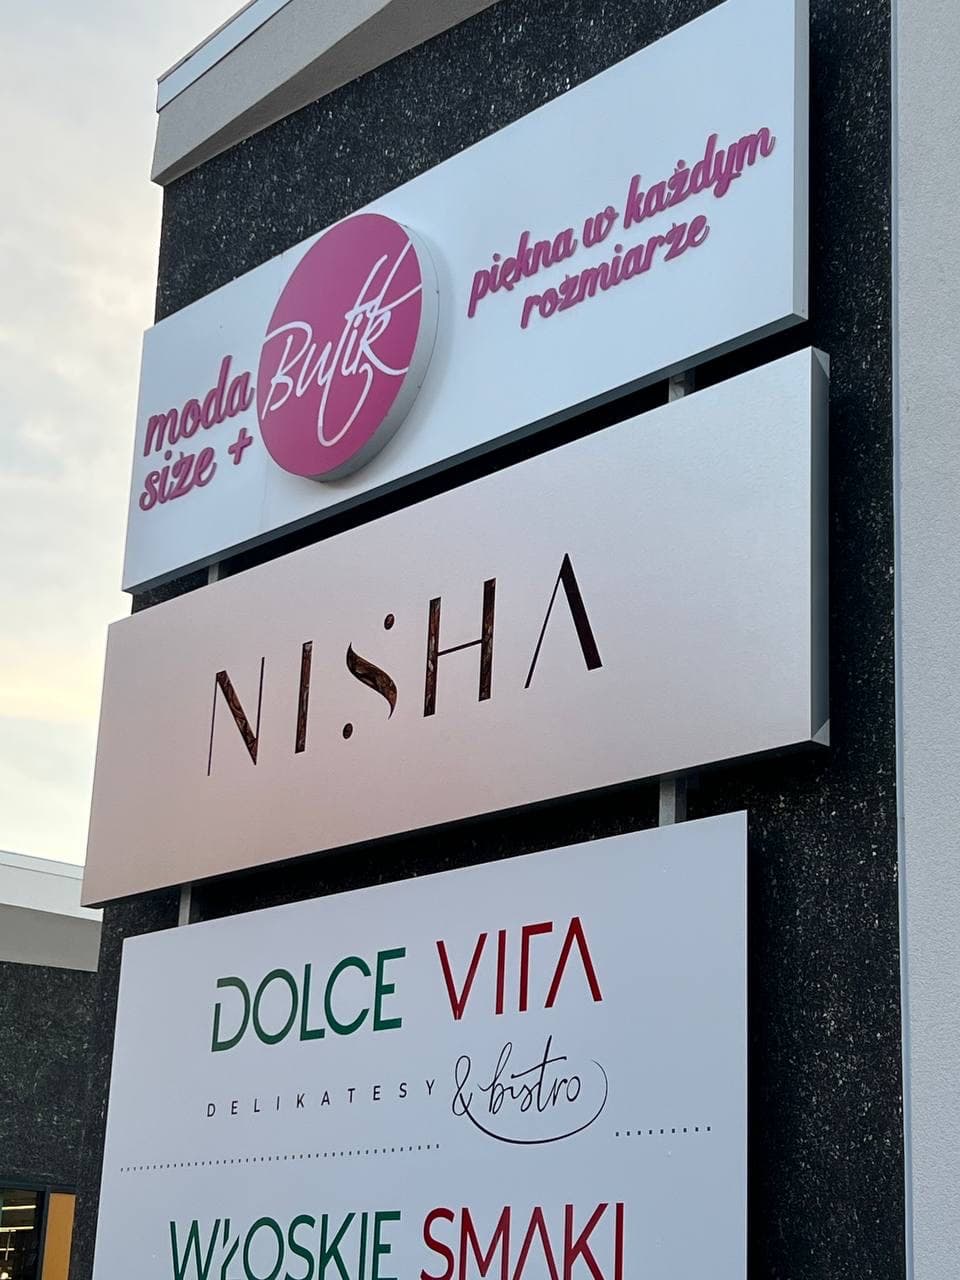 moda
size +
Butik
piękna w każdym
rozmiarze
NISHA
DOLCE VITA
DELIKATESY & bistro
WŁOSKIE SMAKI